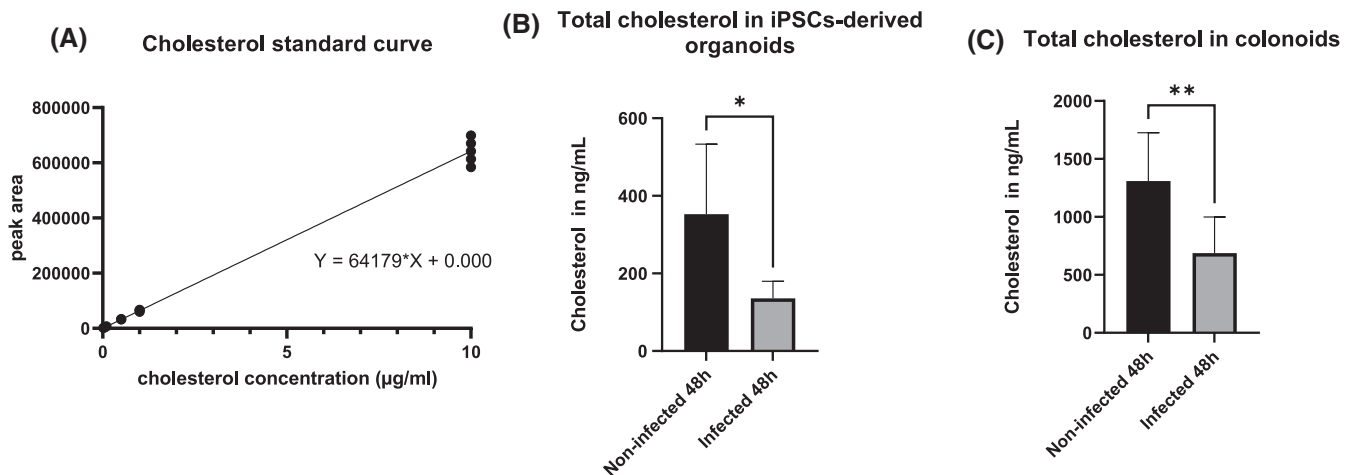 (A)
Cholesterol standard curve
800000
600000
400000
200000
0
peak area
Y = 64179*X + 0.000
0
5
10
cholesterol concentration (µg/ml)
(B)
Total cholesterol in iPSCs-derived
organoids
*
600
400
200
0
Cholesterol in ng/mL
Non-infected 48h
Infected 48h
(C)
Total cholesterol in colonoids
**
2000
1500
1000
500
0
Cholesterol in ng/mL
Non-infected 48h
Infected 48h